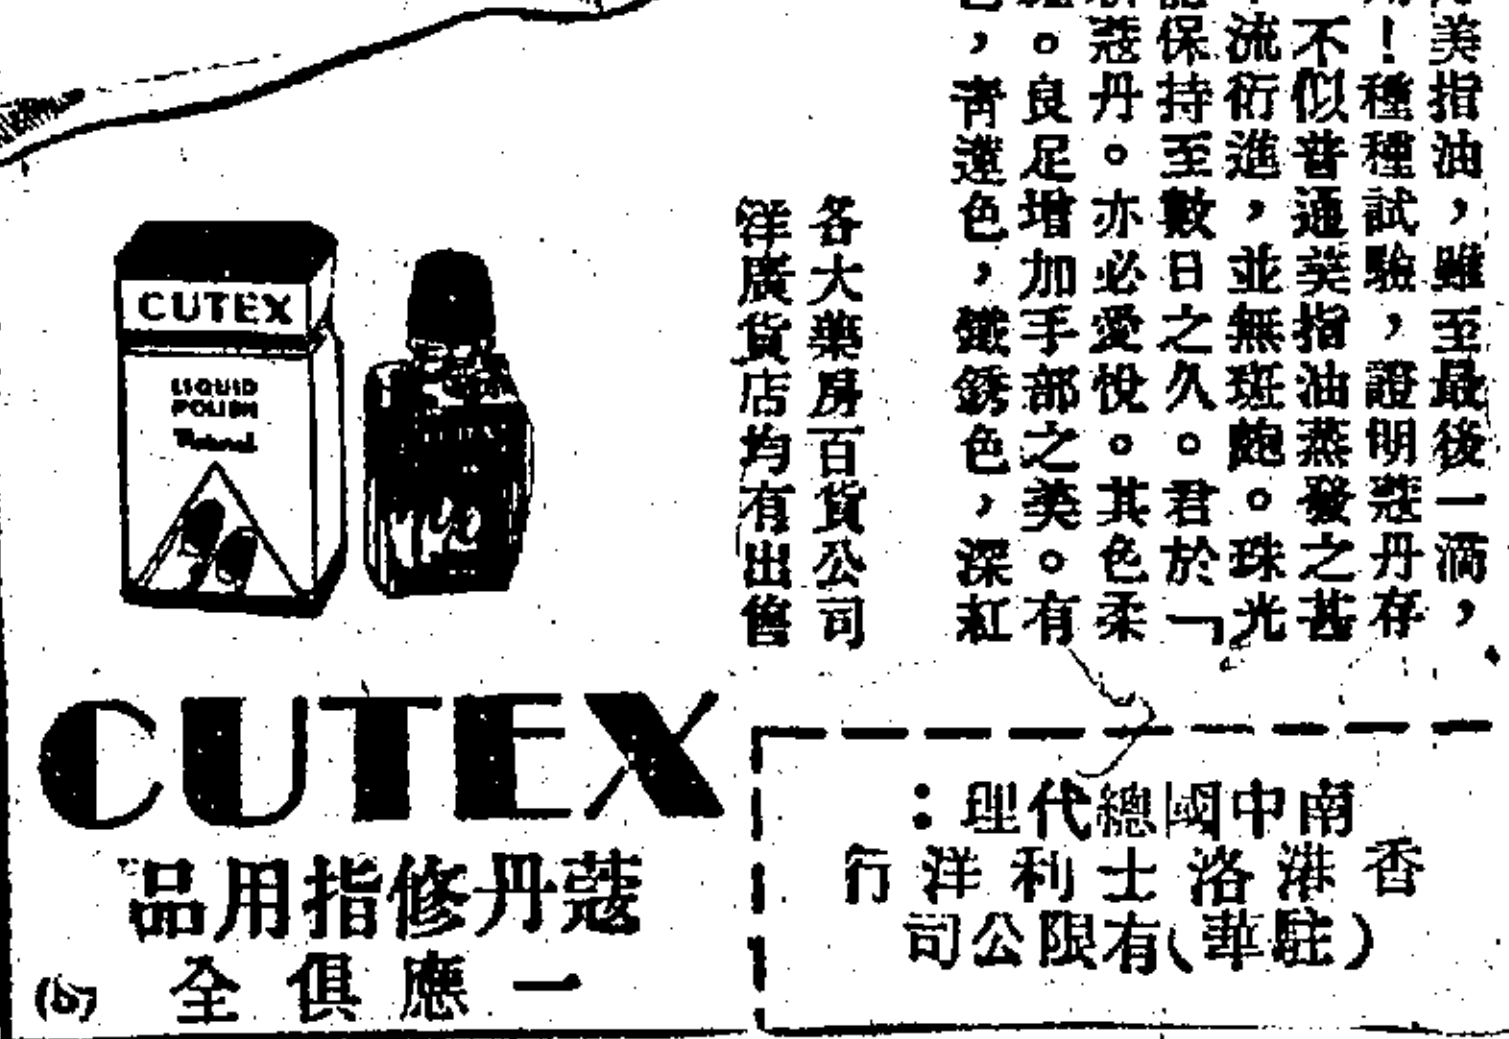 美指油，雖至最後一滴，
！種種試驗，證明蔻丹存
不似普通美指油蒸發之甚
流衍進，並無斑皰。珠光
保持至數日之久。君於「
蔻丹。亦必愛悅。其色柔
。良足增加手部之美。有
，青蓮色，鐵銹色，深紅
各大藥房百貨公司
洋廣貨店均有出售
CUTEX
LIQUID
POLISH
Natural
CUTEX
蔻丹修指用品
一應俱全
(b)
南中國總代理：
香港洛士利洋行
（駐華）有限公司